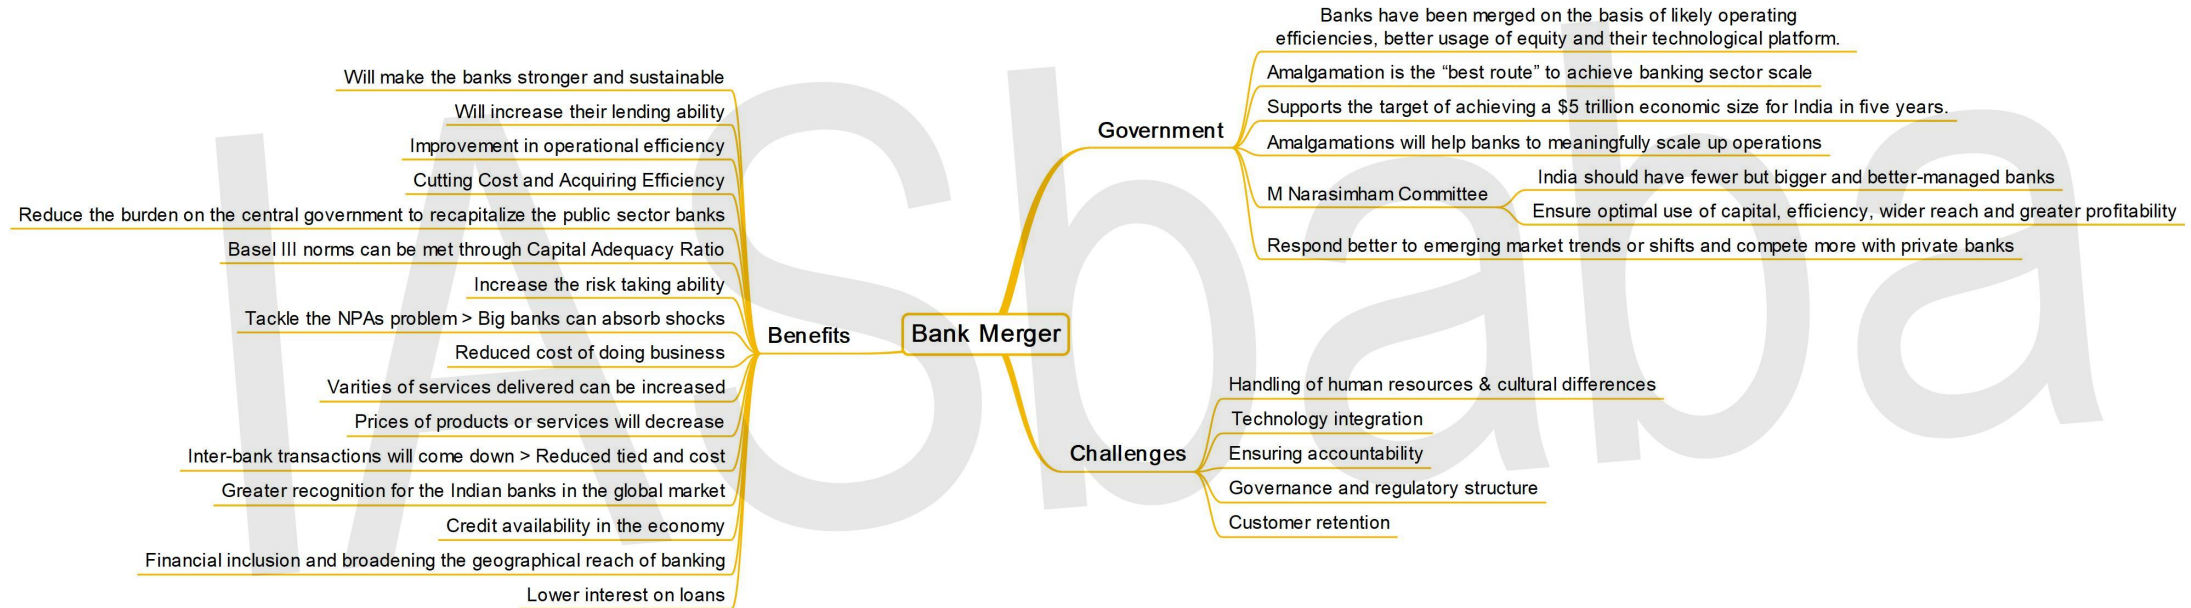 Bank Merger
Government
Banks have been merged on the basis of likely operating
efficiencies, better usage of equity and their technological platform.
Amalgamation is the “best route” to achieve banking sector scale
Supports the target of achieving a $5 trillion economic size for India in five years.
Amalgamations will help banks to meaningfully scale up operations
M Narasimham Committee
India should have fewer but bigger and better-managed banks
Ensure optimal use of capital, efficiency, wider reach and greater profitability
Respond better to emerging market trends or shifts and compete more with private banks
Challenges
Handling of human resources & cultural differences
Technology integration
Ensuring accountability
Governance and regulatory structure
Customer retention
Benefits
Will make the banks stronger and sustainable
Will increase their lending ability
Improvement in operational efficiency
Cutting Cost and Acquiring Efficiency
Reduce the burden on the central government to recapitalize the public sector banks
Basel III norms can be met through Capital Adequacy Ratio
Increase the risk taking ability
Tackle the NPAs problem > Big banks can absorb shocks
Reduced cost of doing business
Varities of services delivered can be increased
Prices of products or services will decrease
Inter-bank transactions will come down > Reduced tied and cost
Greater recognition for the Indian banks in the global market
Credit availability in the economy
Financial inclusion and broadening the geographical reach of banking
Lower interest on loans
IASbaba